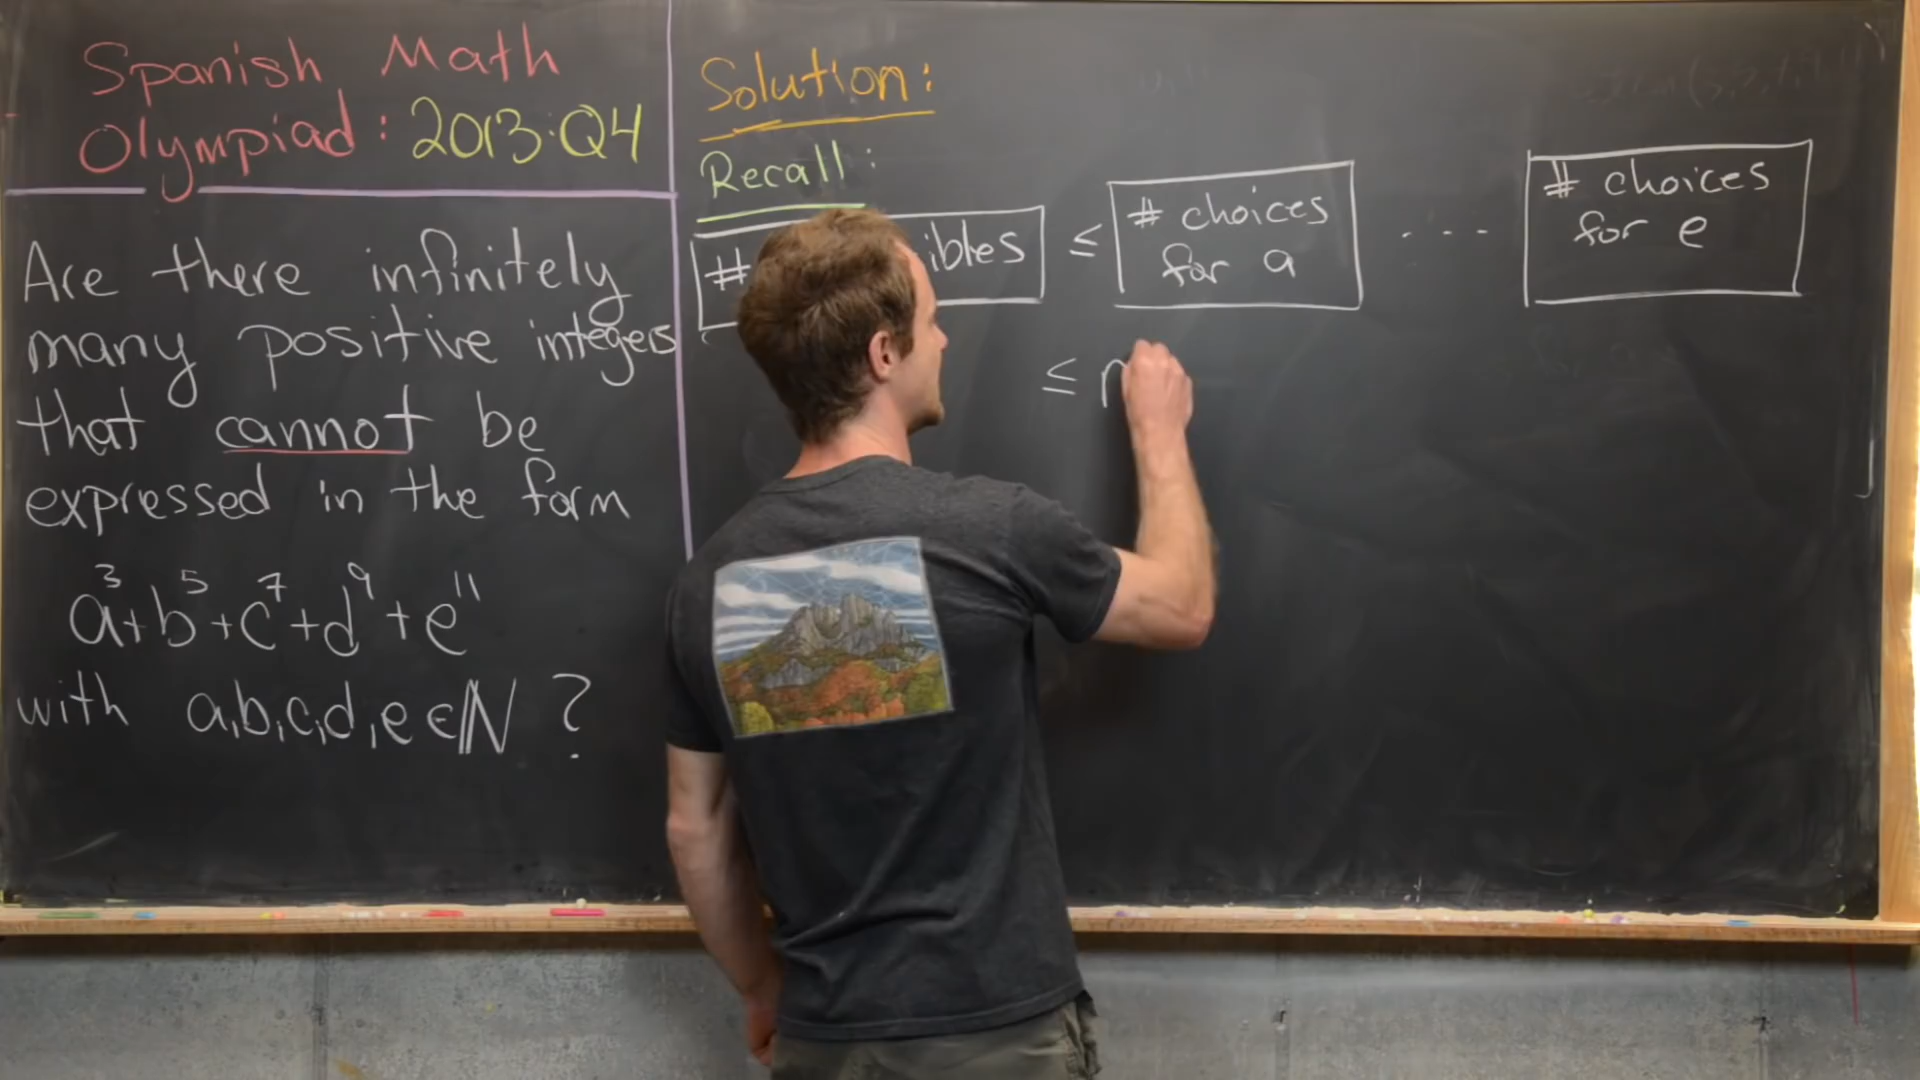 Spanish Math
Olympiad: 2013:Q4
Are there infinitely
many positive integers
that cannot be
expressed in the form
a³+b⁵+c⁷+d⁹+e¹¹
with a,b,c,d,e ∈ ℕ ?
Solution:
Recall:
# ≤ # choices for a .... # choices for e
≤